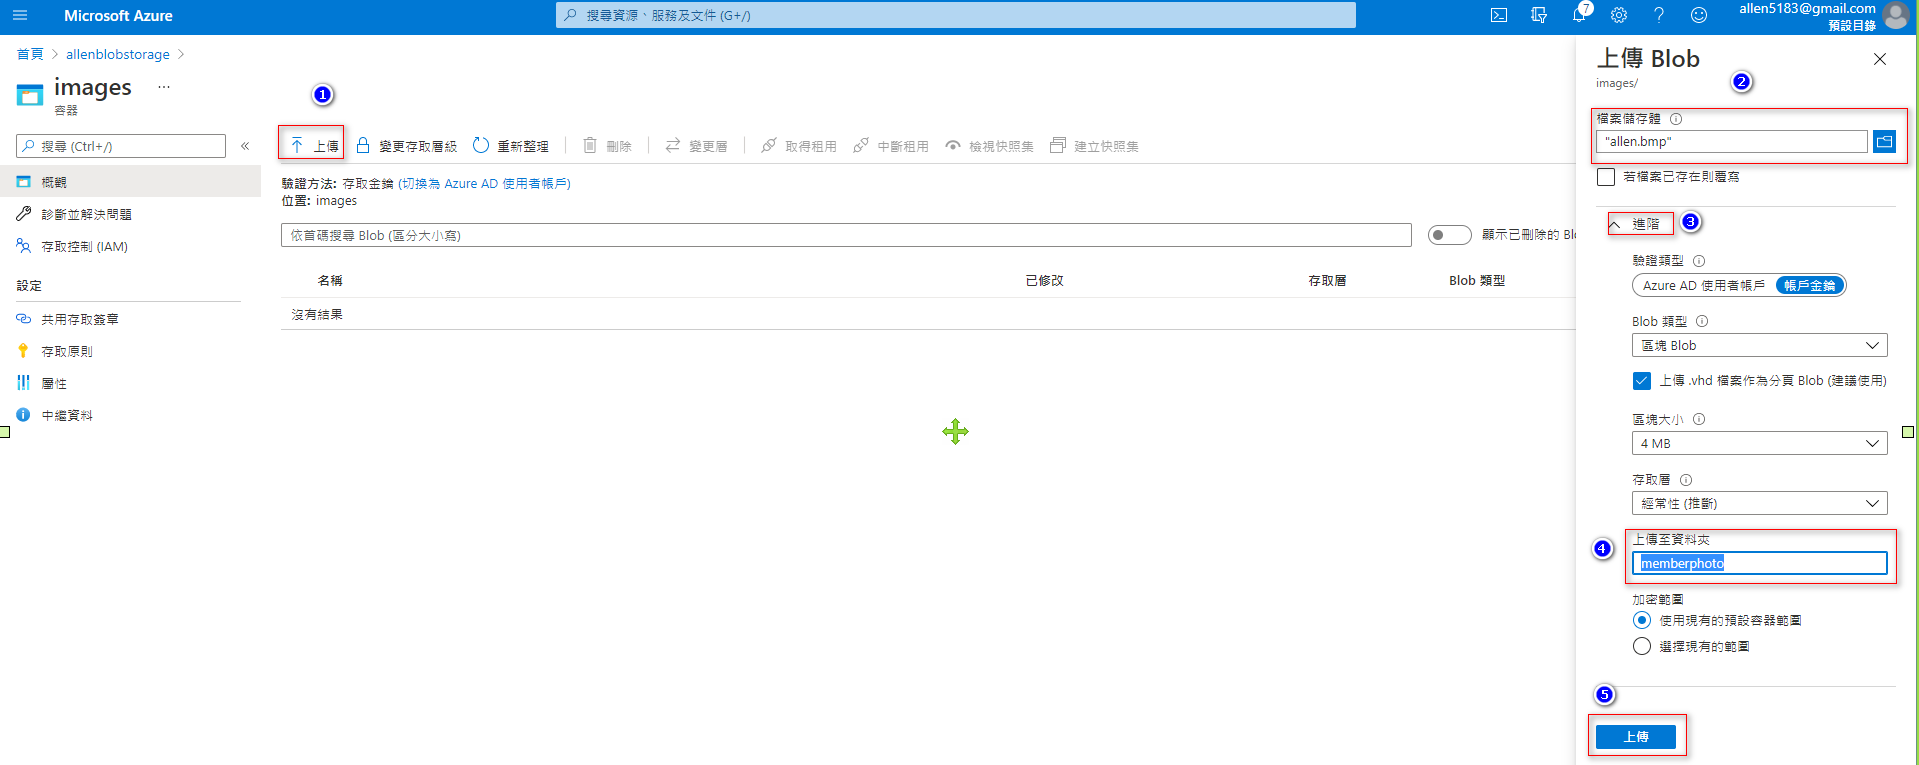 Microsoft Azure
搜尋資源、服務及文件 (G+/)
7
allen5183@gmail.com
預設目錄
首頁 > allenblobstorage >
images ...
容器
搜尋 (Ctrl+/)
«
概觀
診斷並解決問題
存取控制 (IAM)
設定
共用存取簽章
存取原則
屬性
中繼資料
1
上傳 變更存取層級 重新整理 刪除 變更層 取得租用 中斷租用 檢視快照集 建立快照集
驗證方法: 存取金鑰 (切換為 Azure AD 使用者帳戶)
位置: images
依首碼搜尋 Blob (區分大小寫)
顯示已刪除的 Bl
名稱 已修改 存取層 Blob 類型
沒有結果
上傳 Blob
images/
2
檔案儲存體
"allen.bmp"
若檔案已存在則覆寫
進階
3
驗證類型
Azure AD 使用者帳戶 帳戶金鑰
Blob 類型
區塊 Blob
上傳 .vhd 檔案作為分頁 Blob (建議使用)
區塊大小
4 MB
存取層
經常性 (推斷)
4
上傳至資料夾
memberphoto
加密範圍
使用現有的預設容器範圍
選擇現有的範圍
5
上傳